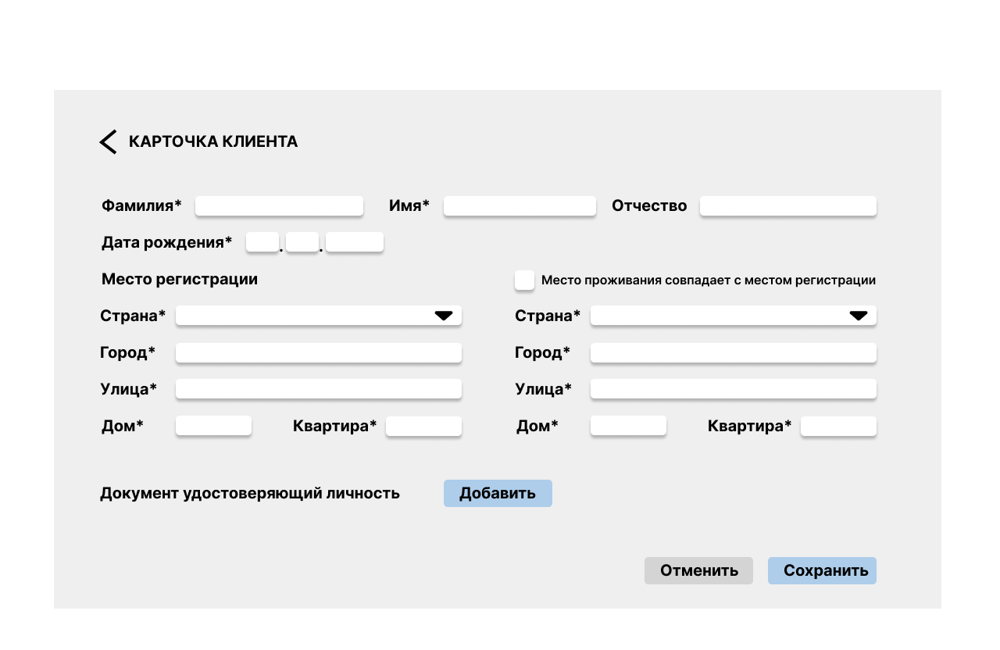 КАРТОЧКА КЛИЕНТА
Фамилия* Имя* Отчество
Дата рождения* . .
Место регистрации Место проживания совпадает с местом регистрации
Страна* Страна*
Город* Город*
Улица* Улица*
Дом* Квартира* Дом* Квартира*
Документ удостоверяющий личность Добавить
Отменить Сохранить